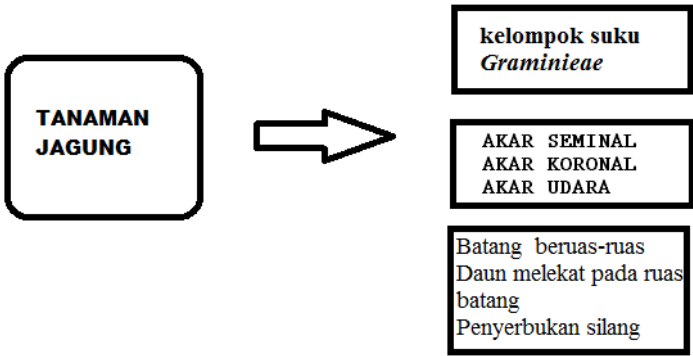 TANAMAN
JAGUNG
kelompok suku
Graminieae
AKAR SEMINAL
AKAR KORONAL
AKAR UDARA
Batang beruas-ruas
Daun melekat pada ruas
batang
Penyerbukan silang